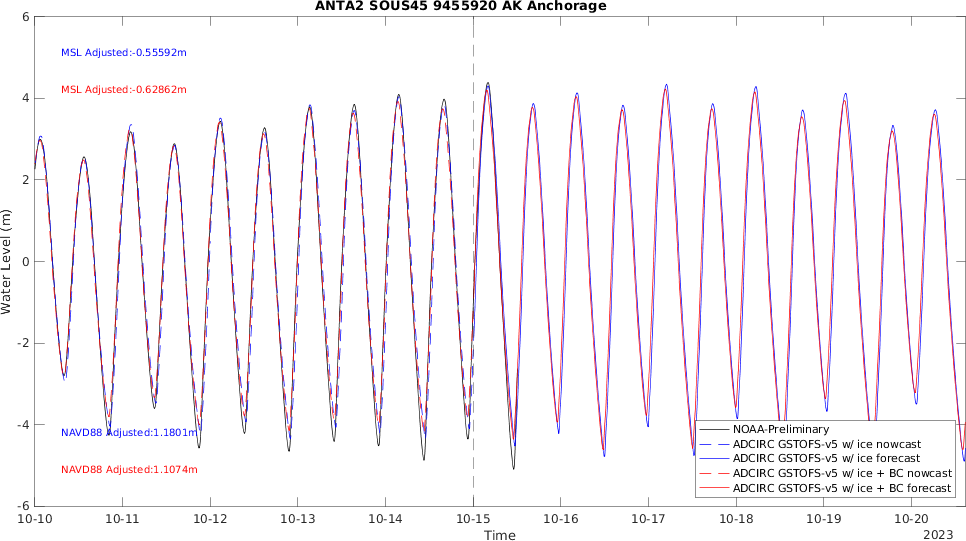 ANTA2 SOUS45 9455920 AK Anchorage
6
4
2
0
-2
-4
-6
Water Level (m)
MSL Adjusted:-0.55592m
MSL Adjusted:-0.62862m
NAVD88 Adjusted:1.1801m
NAVD88 Adjusted:1.1074m
NOAA-Preliminary
ADCIRC GSTOFS-v5 w/ ice nowcast
ADCIRC GSTOFS-v5 w/ ice forecast
ADCIRC GSTOFS-v5 w/ ice + BC nowcast
ADCIRC GSTOFS-v5 w/ ice + BC forecast
10-10 10-11 10-12 10-13 10-14 10-15 10-16 10-17 10-18 10-19 10-20
Time
2023